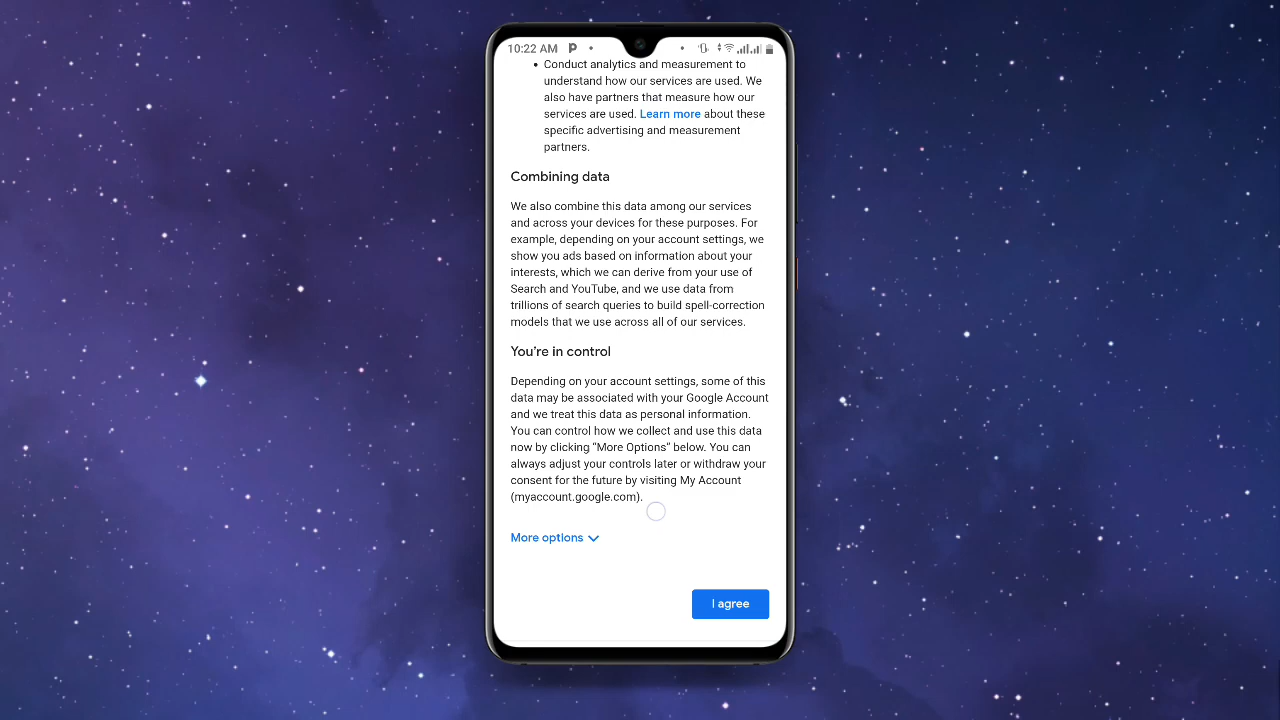 10:22 AM
• Conduct analytics and measurement to
understand how our services are used. We
also have partners that measure how our
services are used. Learn more about these
specific advertising and measurement
partners.
Combining data
We also combine this data among our services
and across your devices for these purposes. For
example, depending on your account settings, we
show you ads based on information about your
interests, which we can derive from your use of
Search and YouTube, and we use data from
trillions of search queries to build spell-correction
models that we use across all of our services.
You're in control
Depending on your account settings, some of this
data may be associated with your Google Account
and we treat this data as personal information.
You can control how we collect and use this data
now by clicking “More Options” below. You can
always adjust your controls later or withdraw your
consent for the future by visiting My Account
(myaccount.google.com).
More options
I agree